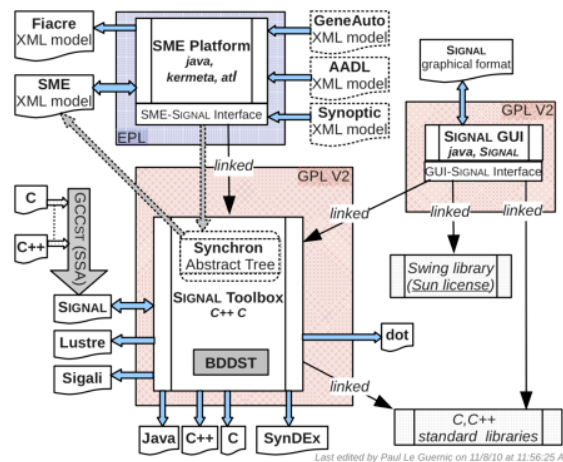 Fiacre
XML model
SME
XML model
SME Platform
java,
kermeta, atl
SME-SIGNAL Interface
EPL
GeneAuto
XML model
AADL
XML model
Synoptic
XML model
SIGNAL
graphical format
GPL V2
SIGNAL GUI
java, SIGNAL
GUI-SIGNAL Interface
linked
GPL V2
linked
linked
linked
C
C++
GCCST (SSA)
Synchron
Abstract Tree
SIGNAL Toolbox
C++ C
BDDST
Swing library
(Sun license)
SIGNAL
Lustre
Sigali
dot
linked
Java
C++
C
SynDEx
C,C++
standard libraries
Last edited by Paul Le Guernic on 11/8/10 at 11:56:25 A